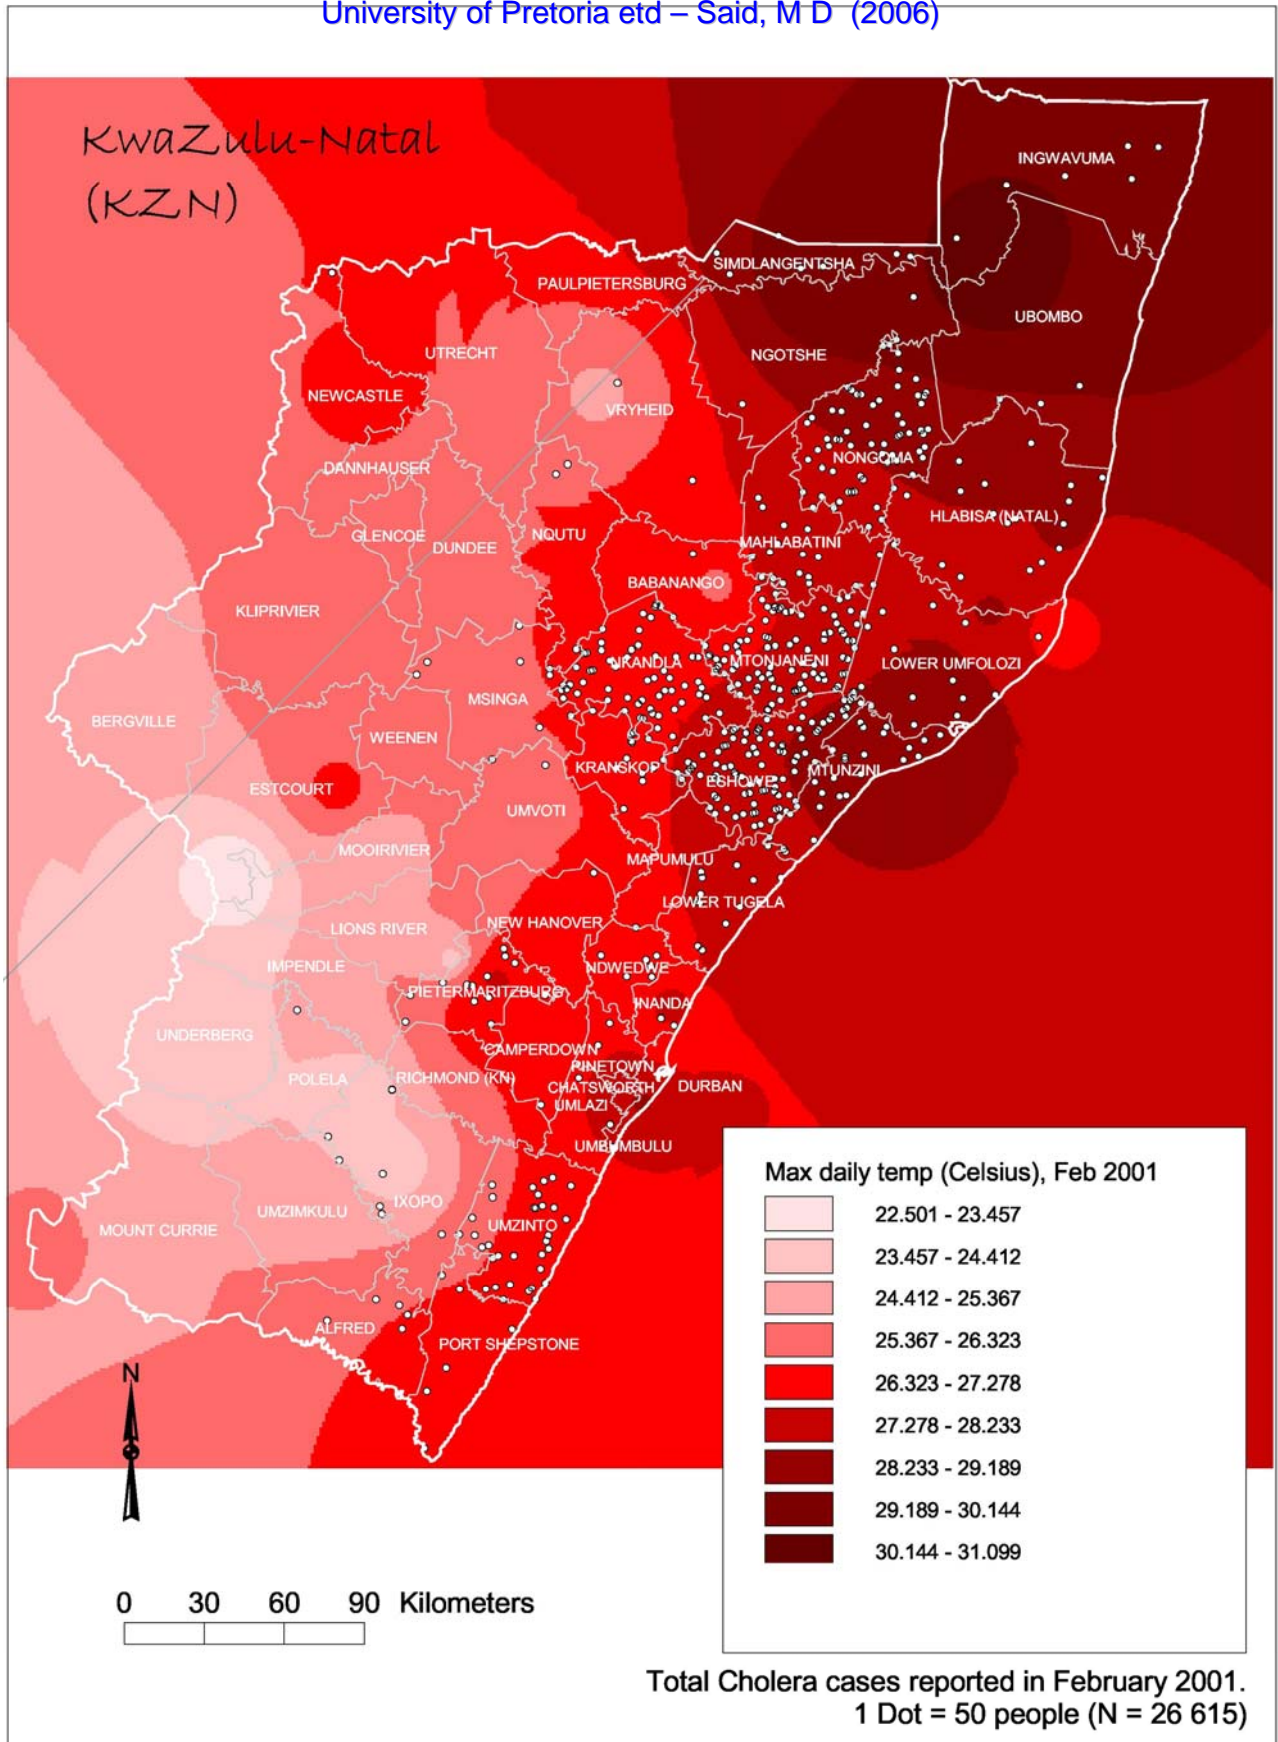 University of Pretoria etd – Said, M D (2006)
KwaZulu-Natal
(KZN)
INGWAVUMA
SIMDLANGENTSHA
PAULPIETERSBURG
UBOMBO
UTRECHT
NGOTSHE
NEWCASTLE
VRYHEID
NONGOMA
DANNHAUSER
HLABISA (NATAL)
GLENCOE
NQUTU
DUNDEE
MAHLABATINI
BABANANGO
KLIPRIVIER
NKANDLA
MTONJANENI
LOWER UMFOLOZI
MSINGA
BERGVILLE
WEENEN
KRANSKOP
MTUNZINI
ESHOWE
ESTCOURT
UMVOTI
MOOIRIVIER
MAPUMULU
LOWER TUGELA
NEW HANOVER
LIONS RIVER
IMPENDLE
NDWEDWE
PIETERMARITZBURG
INANDA
UNDERBERG
CAMPERDOWN
PINETOWN
POLELA
RICHMOND (KN)
CHATSWORTH
DURBAN
UMLAZI
UMBUMBULU
IXOPO
UMZIMKULU
UMZINTO
MOUNT CURRIE
ALFRED
PORT SHEPSTONE
N
Max daily temp (Celsius), Feb 2001
22.501 - 23.457
23.457 - 24.412
24.412 - 25.367
25.367 - 26.323
26.323 - 27.278
27.278 - 28.233
28.233 - 29.189
29.189 - 30.144
30.144 - 31.099
0 30 60 90 Kilometers
Total Cholera cases reported in February 2001.
1 Dot = 50 people (N = 26 615)